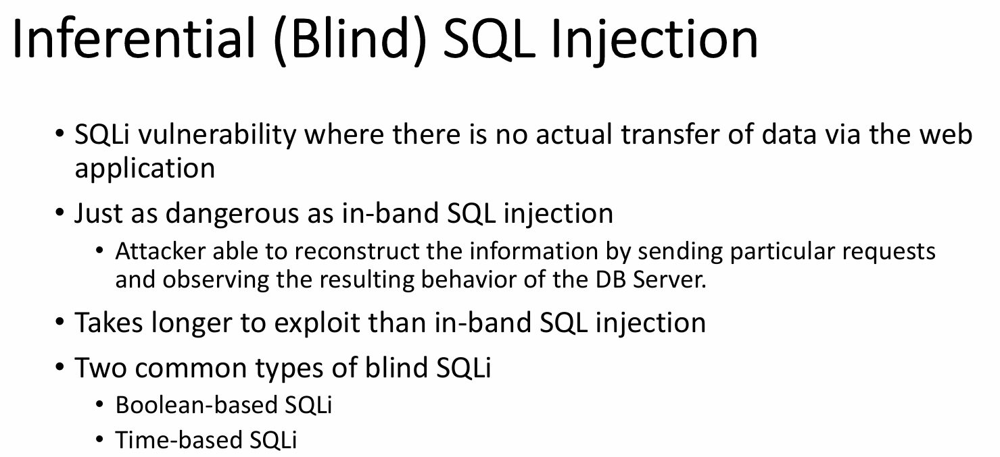 Inferential (Blind) SQL Injection
• SQLi vulnerability where there is no actual transfer of data via the web
application
• Just as dangerous as in-band SQL injection
• Attacker able to reconstruct the information by sending particular requests
and observing the resulting behavior of the DB Server.
• Takes longer to exploit than in-band SQL injection
• Two common types of blind SQLi
• Boolean-based SQLi
• Time-based SQLi